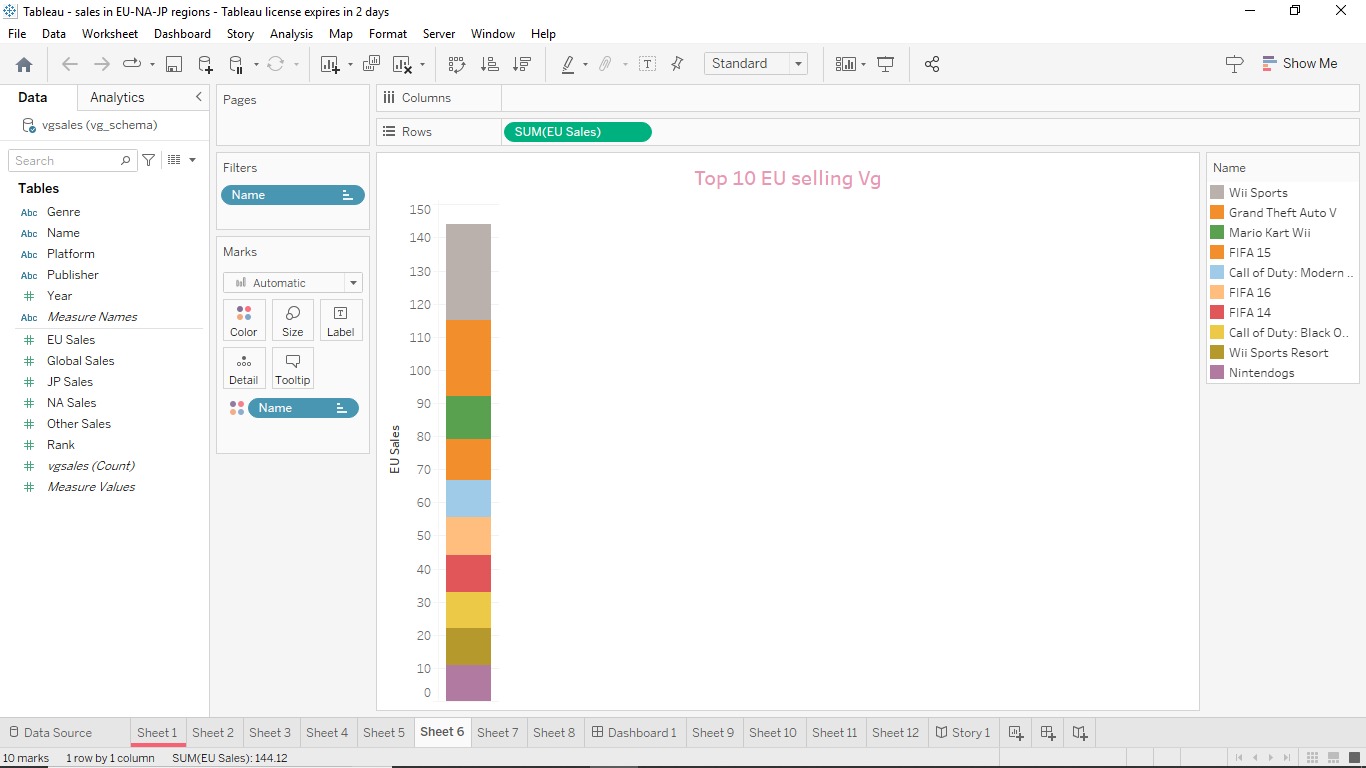 Tableau - sales in EU-NA-JP regions - Tableau license expires in 2 days
File Data Worksheet Dashboard Story Analysis Map Format Server Window Help
Standard
Show Me
Data Analytics
vgsales (vg_schema)
Search
Tables
Abc Genre
Abc Name
Abc Platform
Abc Publisher
# Year
Abc Measure Names
# EU Sales
# Global Sales
# JP Sales
# NA Sales
# Other Sales
# Rank
# vgsales (Count)
# Measure Values
Pages
Filters
Name
Marks
Automatic
Color Size Label
Detail Tooltip
Name
Columns
Rows SUM(EU Sales)
Top 10 EU selling Vg
150
140
130
120
110
100
90
80
70
60
50
40
30
20
10
0
EU Sales
Name
Wii Sports
Grand Theft Auto V
Mario Kart Wii
FIFA 15
Call of Duty: Modern ..
FIFA 16
FIFA 14
Call of Duty: Black O..
Wii Sports Resort
Nintendogs
Data Source Sheet 1 Sheet 2 Sheet 3 Sheet 4 Sheet 5 Sheet 6 Sheet 7 Sheet 8 Dashboard 1 Sheet 9 Sheet 10 Sheet 11 Sheet 12 Story 1
10 marks 1 row by 1 column SUM(EU Sales): 144.12